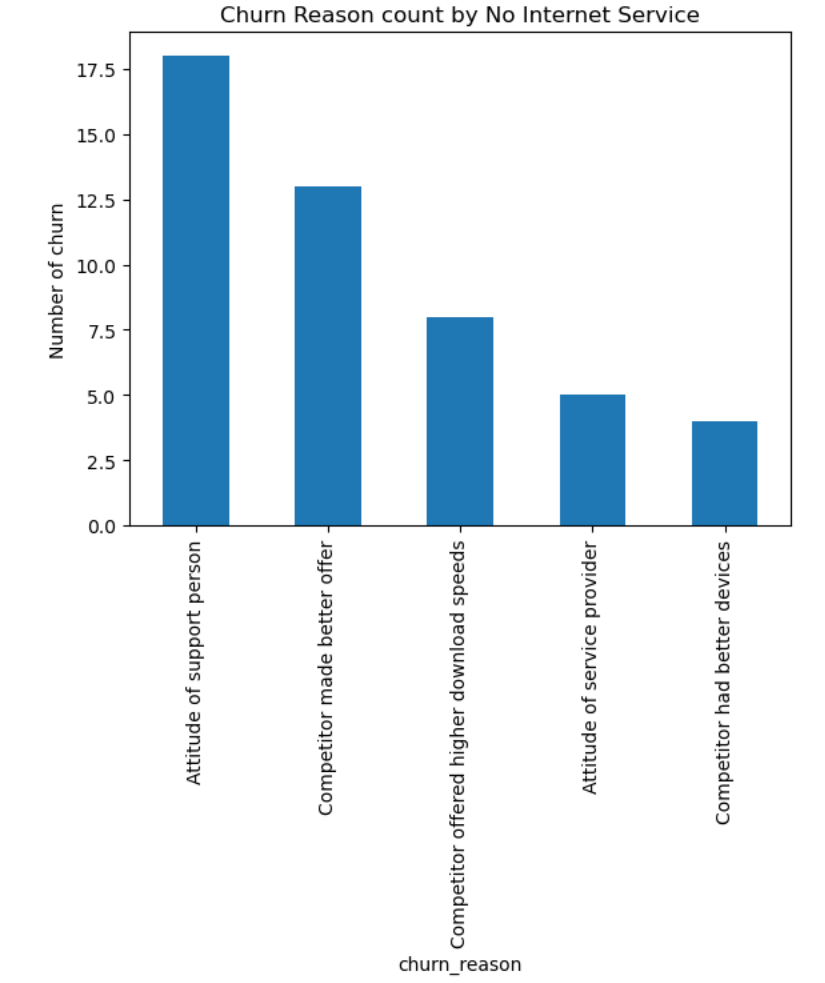 Churn Reason count by No Internet Service
Number of churn
17.5
15.0
12.5
10.0
7.5
5.0
2.5
0.0
Attitude of support person
Competitor made better offer
Competitor offered higher download speeds
Attitude of service provider
Competitor had better devices
churn_reason